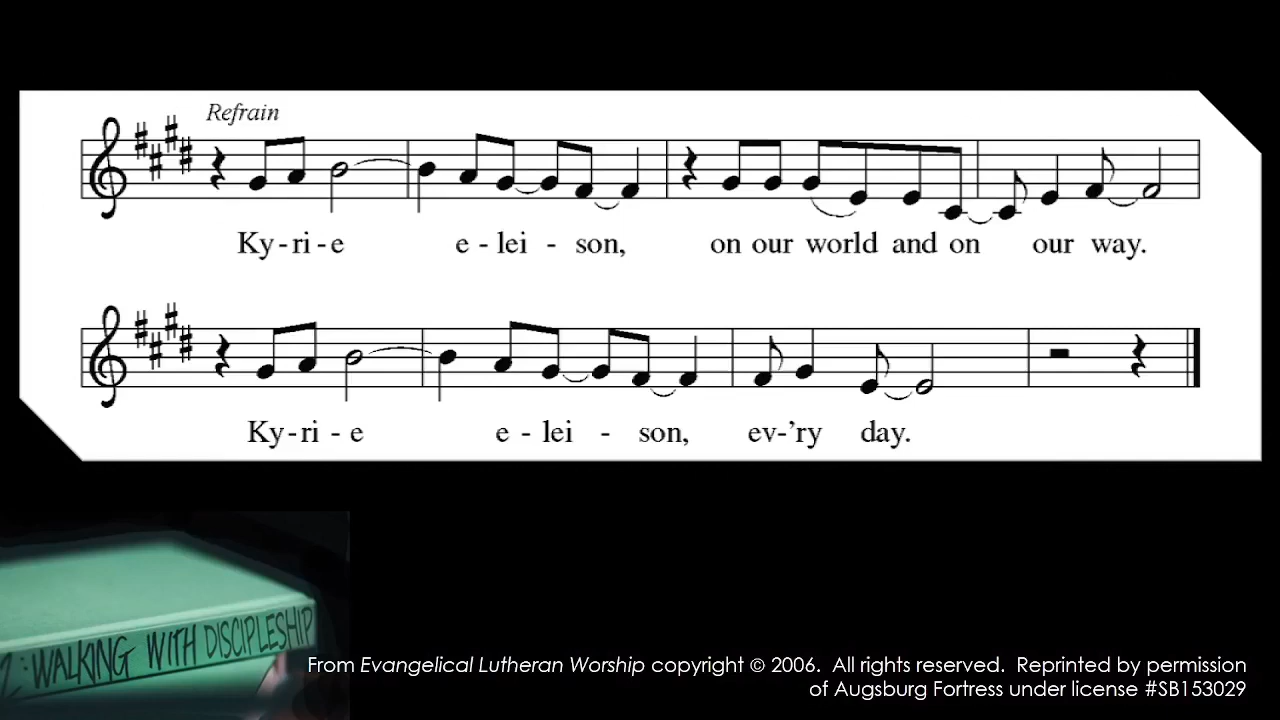 Refrain
Ky-ri-e e-lei-son, on our world and on our way.
Ky-ri-e e-lei-son, ev-'ry day.
2: WALKING WITH DISCIPLESHIP
From Evangelical Lutheran Worship copyright © 2006. All rights reserved. Reprinted by permission
of Augsburg Fortress under license #SB153029